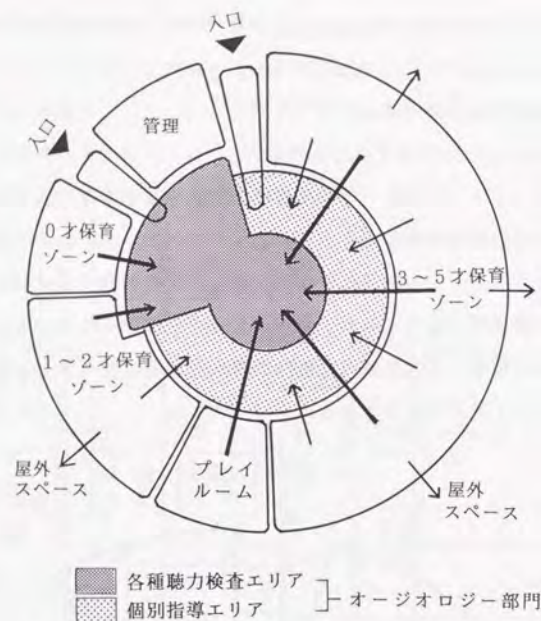 入口
入口
管理
0才保育
ゾーン
3～5才保育
ゾーン
1～2才保育
ゾーン
プレイ
ルーム
屋外
スペース
屋外
スペース
各種聴力検査エリア
個別指導エリア
オージオロジー部門